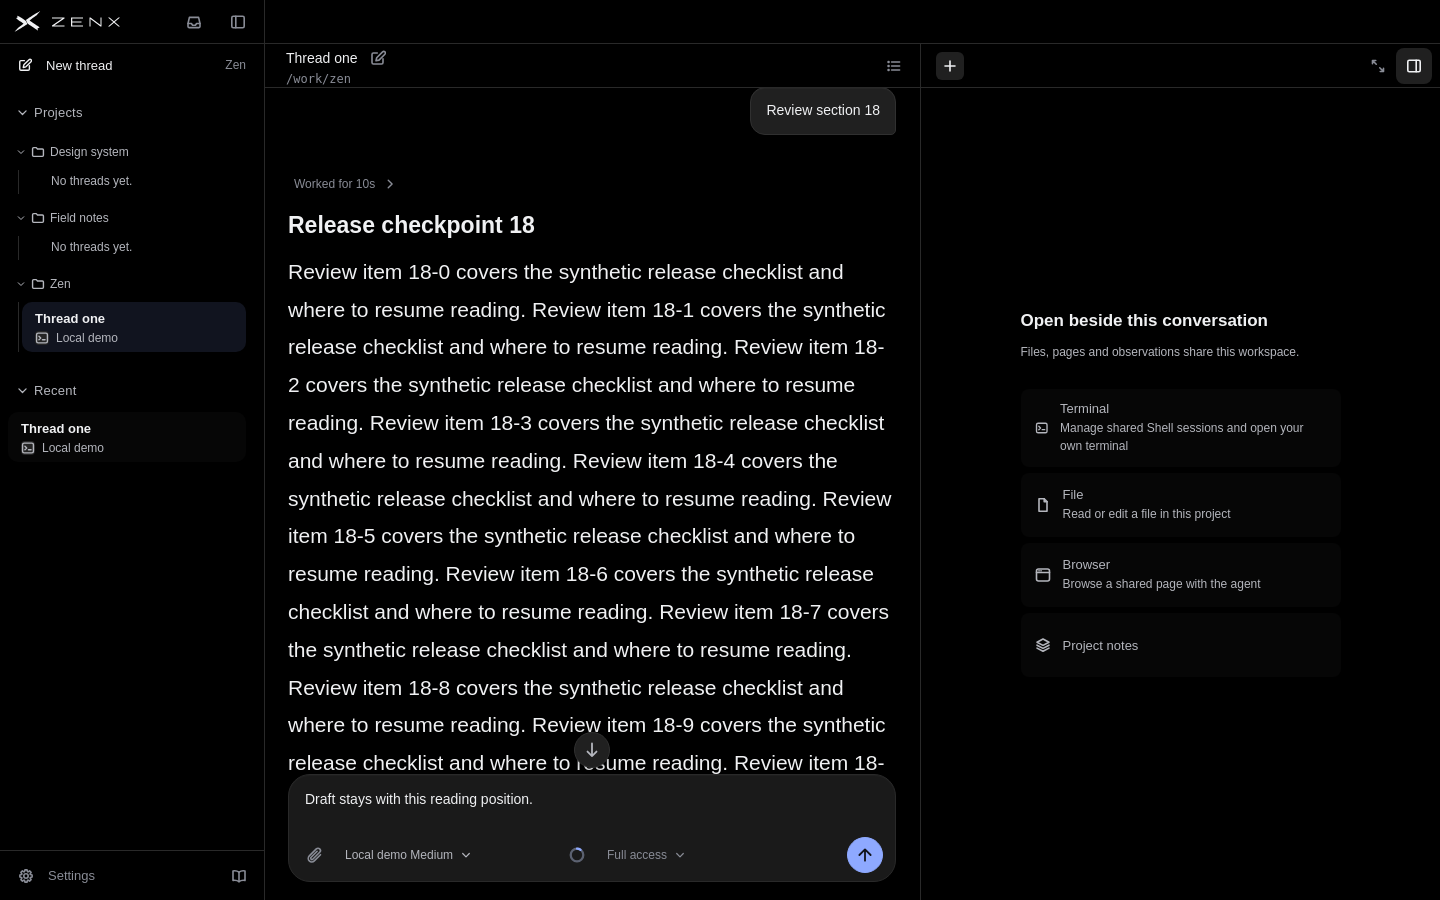 ZENX
New thread
Zen
Projects
Design system
No threads yet.
Field notes
No threads yet.
Zen
Thread one
Local demo
Recent
Thread one
Local demo
Settings
Thread one
/work/zen
Review section 18
Worked for 10s
Release checkpoint 18
Review item 18-0 covers the synthetic release checklist and
where to resume reading. Review item 18-1 covers the synthetic
release checklist and where to resume reading. Review item 18-
2 covers the synthetic release checklist and where to resume
reading. Review item 18-3 covers the synthetic release checklist
and where to resume reading. Review item 18-4 covers the
synthetic release checklist and where to resume reading. Review
item 18-5 covers the synthetic release checklist and where to
resume reading. Review item 18-6 covers the synthetic release
checklist and where to resume reading. Review item 18-7 covers
the synthetic release checklist and where to resume reading.
Review item 18-8 covers the synthetic release checklist and
where to resume reading. Review item 18-9 covers the synthetic
release checklist and where to resume reading. Review item 18-
Draft stays with this reading position.
Local demo Medium
Full access
Open beside this conversation
Files, pages and observations share this workspace.
Terminal
Manage shared Shell sessions and open your
own terminal
File
Read or edit a file in this project
Browser
Browse a shared page with the agent
Project notes